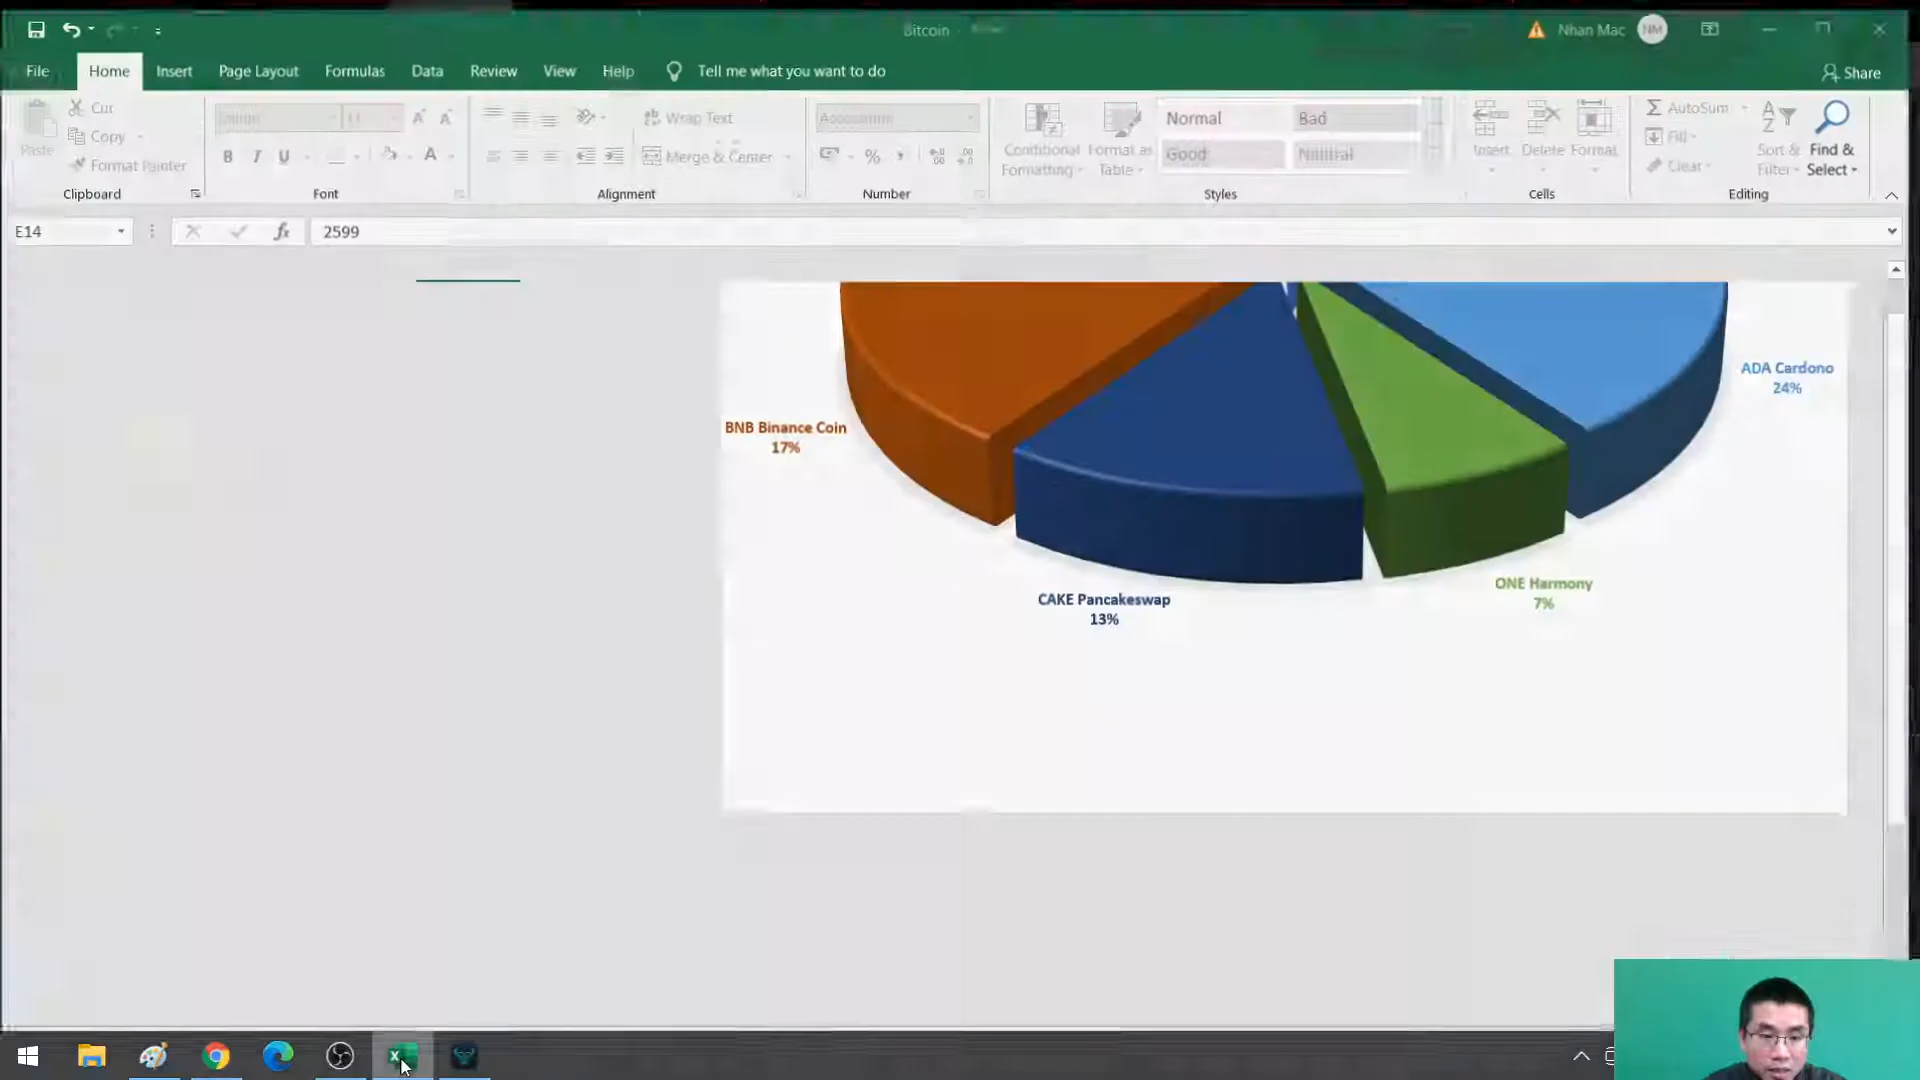 Bitcoin
Nhan Mac
NM
File
Home
Insert
Page Layout
Formulas
Data
Review
View
Help
Tell me what you want to do
Share
Paste
Cut
Copy
Format Painter
Clipboard
B I U
A
Font
Wrap Text
Merge & Center
Alignment
Accounting
%
Number
Conditional
Formatting
Format as
Table
Normal
Bad
Good
Neutral
Styles
Insert
Delete
Format
Cells
AutoSum
Fill
Clear
Sort &
Filter
Find &
Select
Editing
E14
fx
2599
ADA Cardono
24%
BNB Binance Coin
17%
ONE Harmony
7%
CAKE Pancakeswap
13%